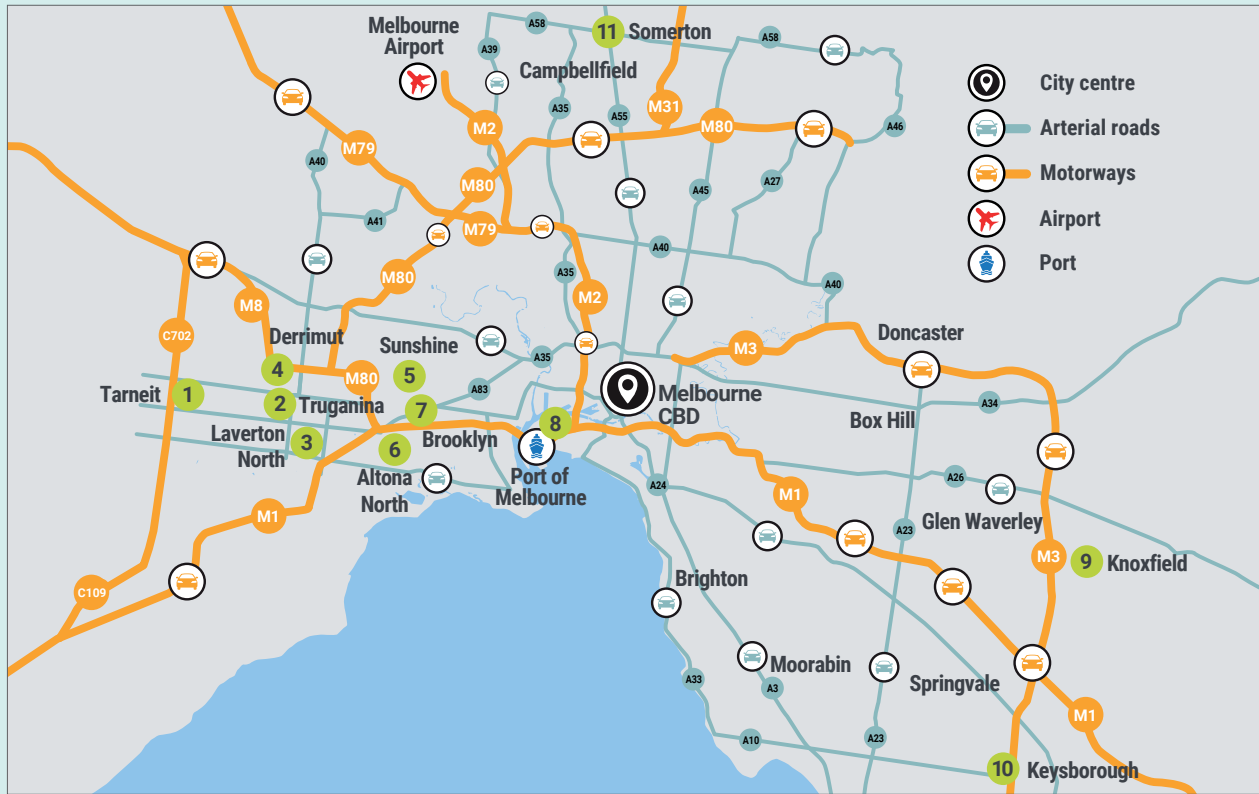 A58
11
Somerton
Melbourne
Airport
A39
A58
Campbellfield
M31
A35
A55
M2
M80
A46
M79
A40
M80
A45
A27
A41
M79
A40
M80
A35
A40
M2
M8
C702
Derrimut
Sunshine
A35
M3
Doncaster
4
M80
5
A83
Tarneit
1
2
Truganina
7
8
Melbourne
CBD
A34
Box Hill
Laverton
North
3
6
Brooklyn
Altona
North
Port of
Melbourne
A24
M1
A26
Glen Waverley
M1
A23
M3
9
Knoxfield
C109
Brighton
Moorabin
A33
A3
Springvale
M1
A10
A23
10
Keysborough
City centre
Arterial roads
Motorways
Airport
Port